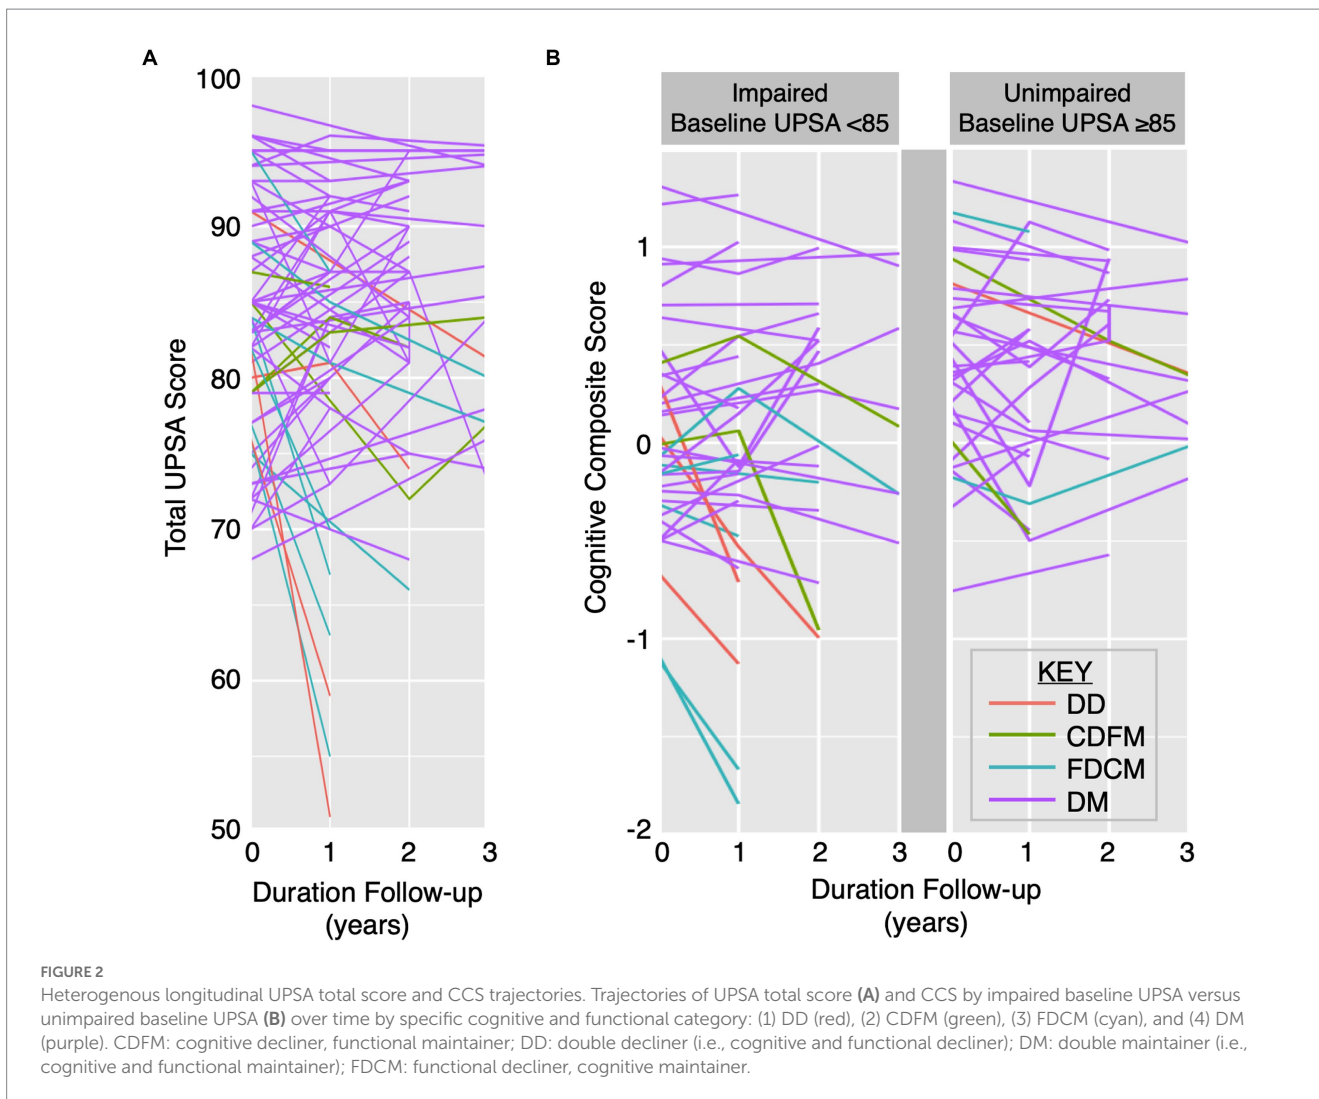 A
100
90
80
70
60
50
Total UPSA Score
0 1 2 3
Duration Follow-up
(years)
B
Impaired
Baseline UPSA <85
Unimpaired
Baseline UPSA ≥85
1
0
-1
-2
Cognitive Composite Score
KEY
DD
CDFM
FDCM
DM
0 1 2 3 0 1 2 3
Duration Follow-up
(years)
FIGURE 2
Heterogenous longitudinal UPSA total score and CCS trajectories. Trajectories of UPSA total score (A) and CCS by impaired baseline UPSA versus
unimpaired baseline UPSA (B) over time by specific cognitive and functional category: (1) DD (red), (2) CDFM (green), (3) FDCM (cyan), and (4) DM
(purple). CDFM: cognitive decliner, functional maintainer; DD: double decliner (i.e., cognitive and functional decliner); DM: double maintainer (i.e.,
cognitive and functional maintainer); FDCM: functional decliner, cognitive maintainer.